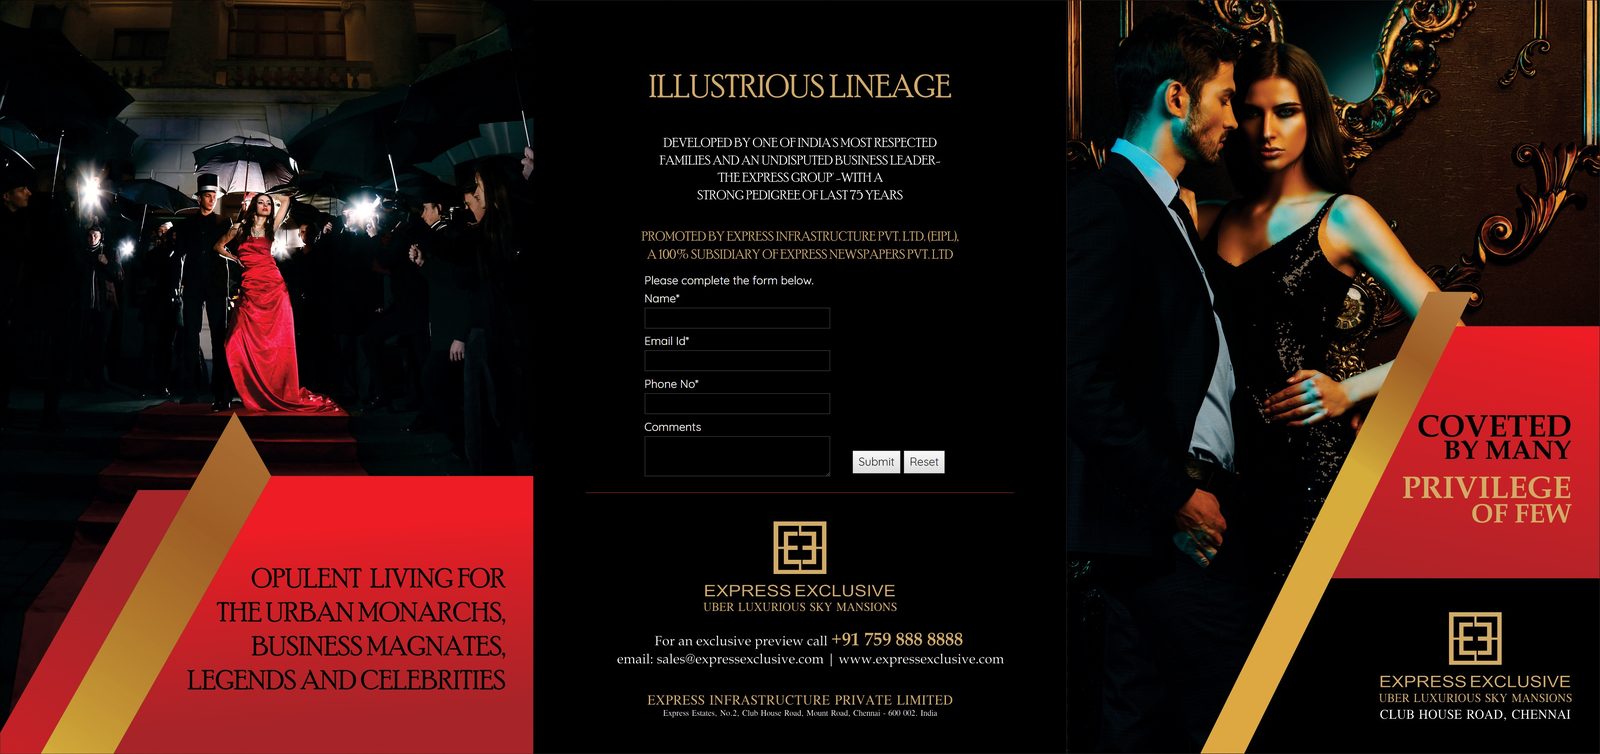 OPULENT LIVING FOR
THE URBAN MONARCHS,
BUSINESS MAGNATES,
LEGENDS AND CELEBRITIES
ILLUSTRIOUS LINEAGE
DEVELOPED BY ONE OF INDIA'S MOST RESPECTED
FAMILIES AND AN UNDISPUTED BUSINESS LEADER-
THE EXPRESS GROUP' -WITH A
STRONG PEDIGREE OF LAST 75 YEARS
PROMOTED BY EXPRESS INFRASTRUCTURE PVT. LTD. (EIPL).
A 100% SUBSIDIARY OF EXPRESS NEWSPAPERS PVT. LTD
Please complete the form below.
Name*
Email Id*
Phone No*
Comments
Submit Reset
EXPRESS EXCLUSIVE
UBER LUXURIOUS SKY MANSIONS
For an exclusive preview call +91 759 888 8888
email: sales@expressexclusive.com | www.expressexclusive.com
EXPRESS INFRASTRUCTURE PRIVATE LIMITED
Express Estates, No.2, Club House Road, Mount Road, Chennai - 600 002. India
COVETED
BY MANY
PRIVILEGE
OF FEW
EXPRESS EXCLUSIVE
UBER LUXURIOUS SKY MANSIONS
CLUB HOUSE ROAD, CHENNAI